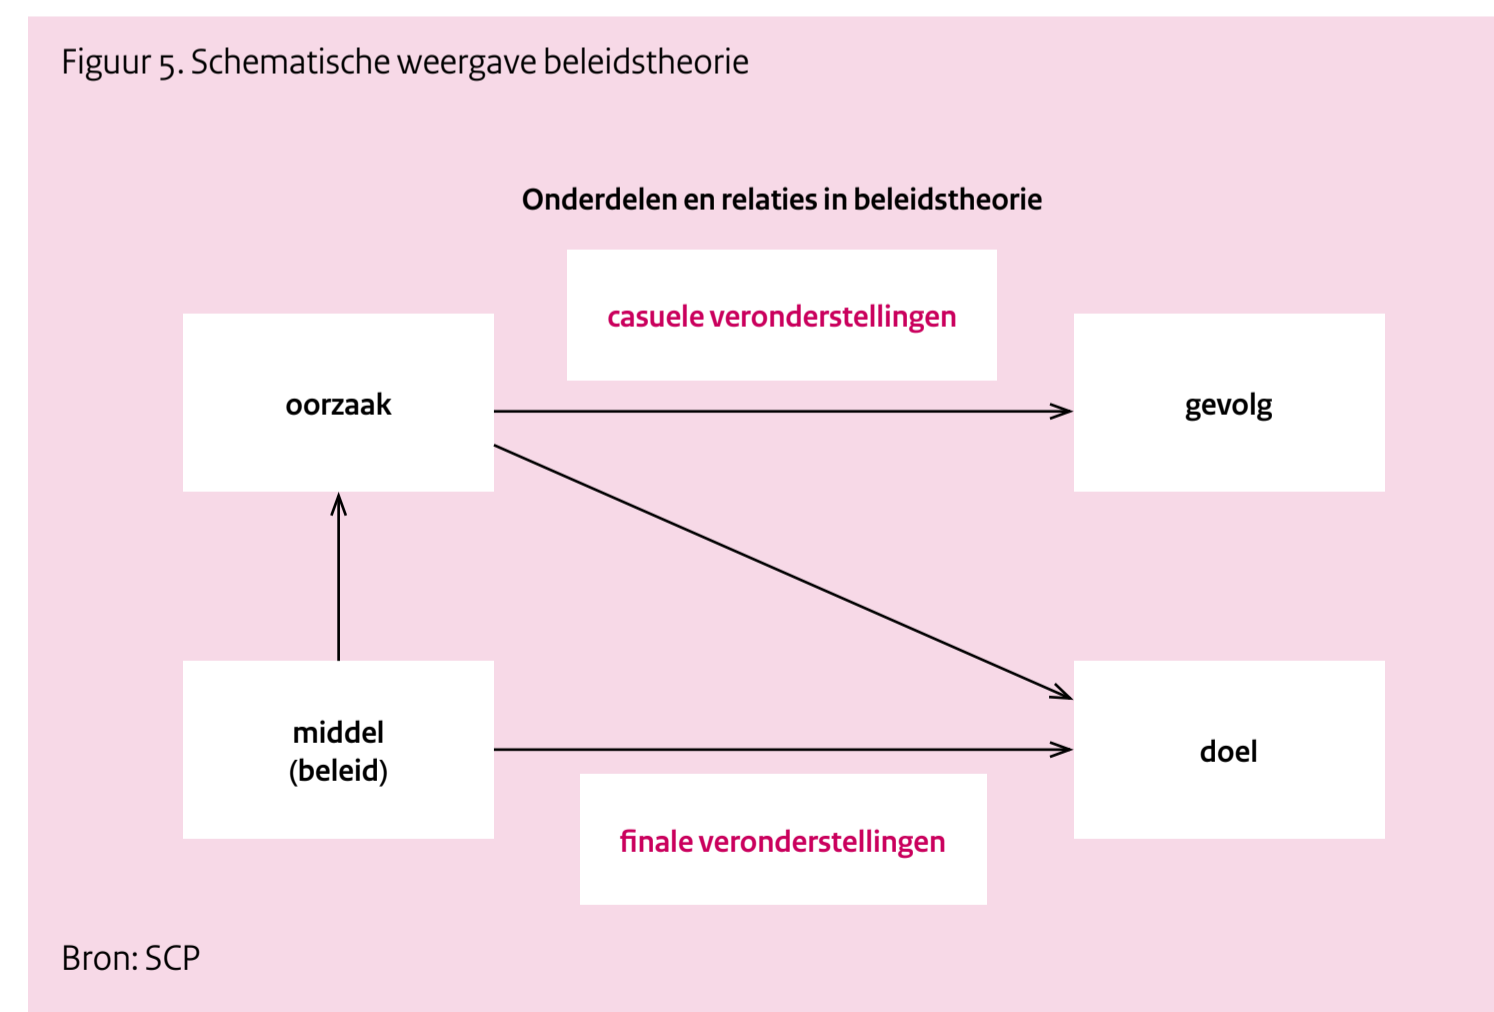 Figuur 5. Schematische weergave beleidstheorie
Onderdelen en relaties in beleidstheorie
casuele veronderstellingen
oorzaak
gevolg
middel
(beleid)
doel
finale veronderstellingen
Bron: SCP